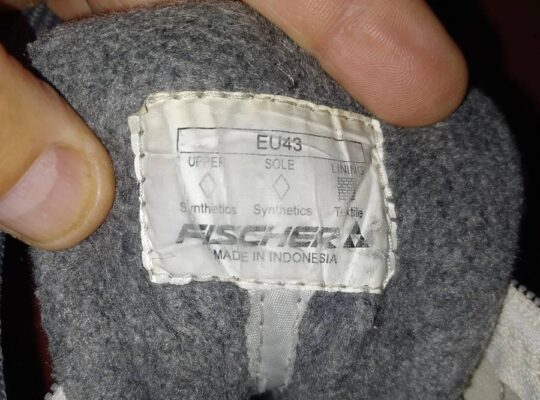 EU43
UPPER SOLE LINING
Synthetics Synthetics Textile
FISCHER
MADE IN INDONESIA